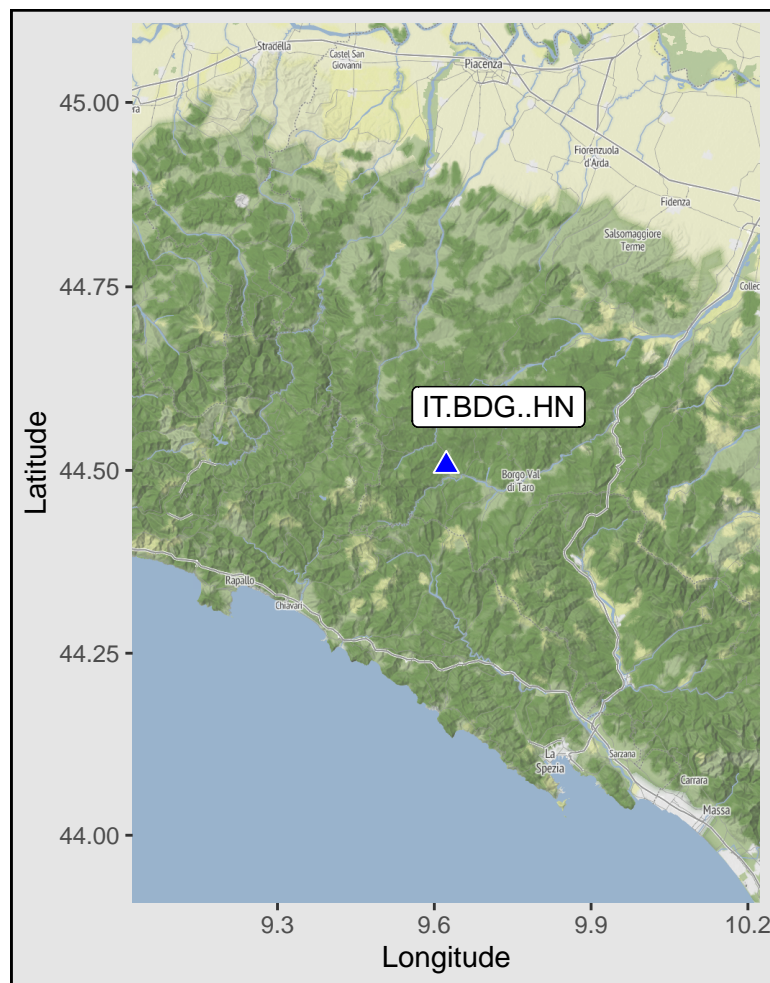 Stradella
Castel San
Giovanni
Piacenza
ra
45.00
Fiorenzuola
d'Arda
Fidenza
Salsomaggiore
Terme
44.75
Collec
IT.BDG..HN
44.50
Borgo Val
di Taro
Latitude
Rapallo
Chiavari
44.25
La
Spezia
Sarzana
Carrara
Massa
44.00
9.3
9.6
9.9
10.2
Longitude